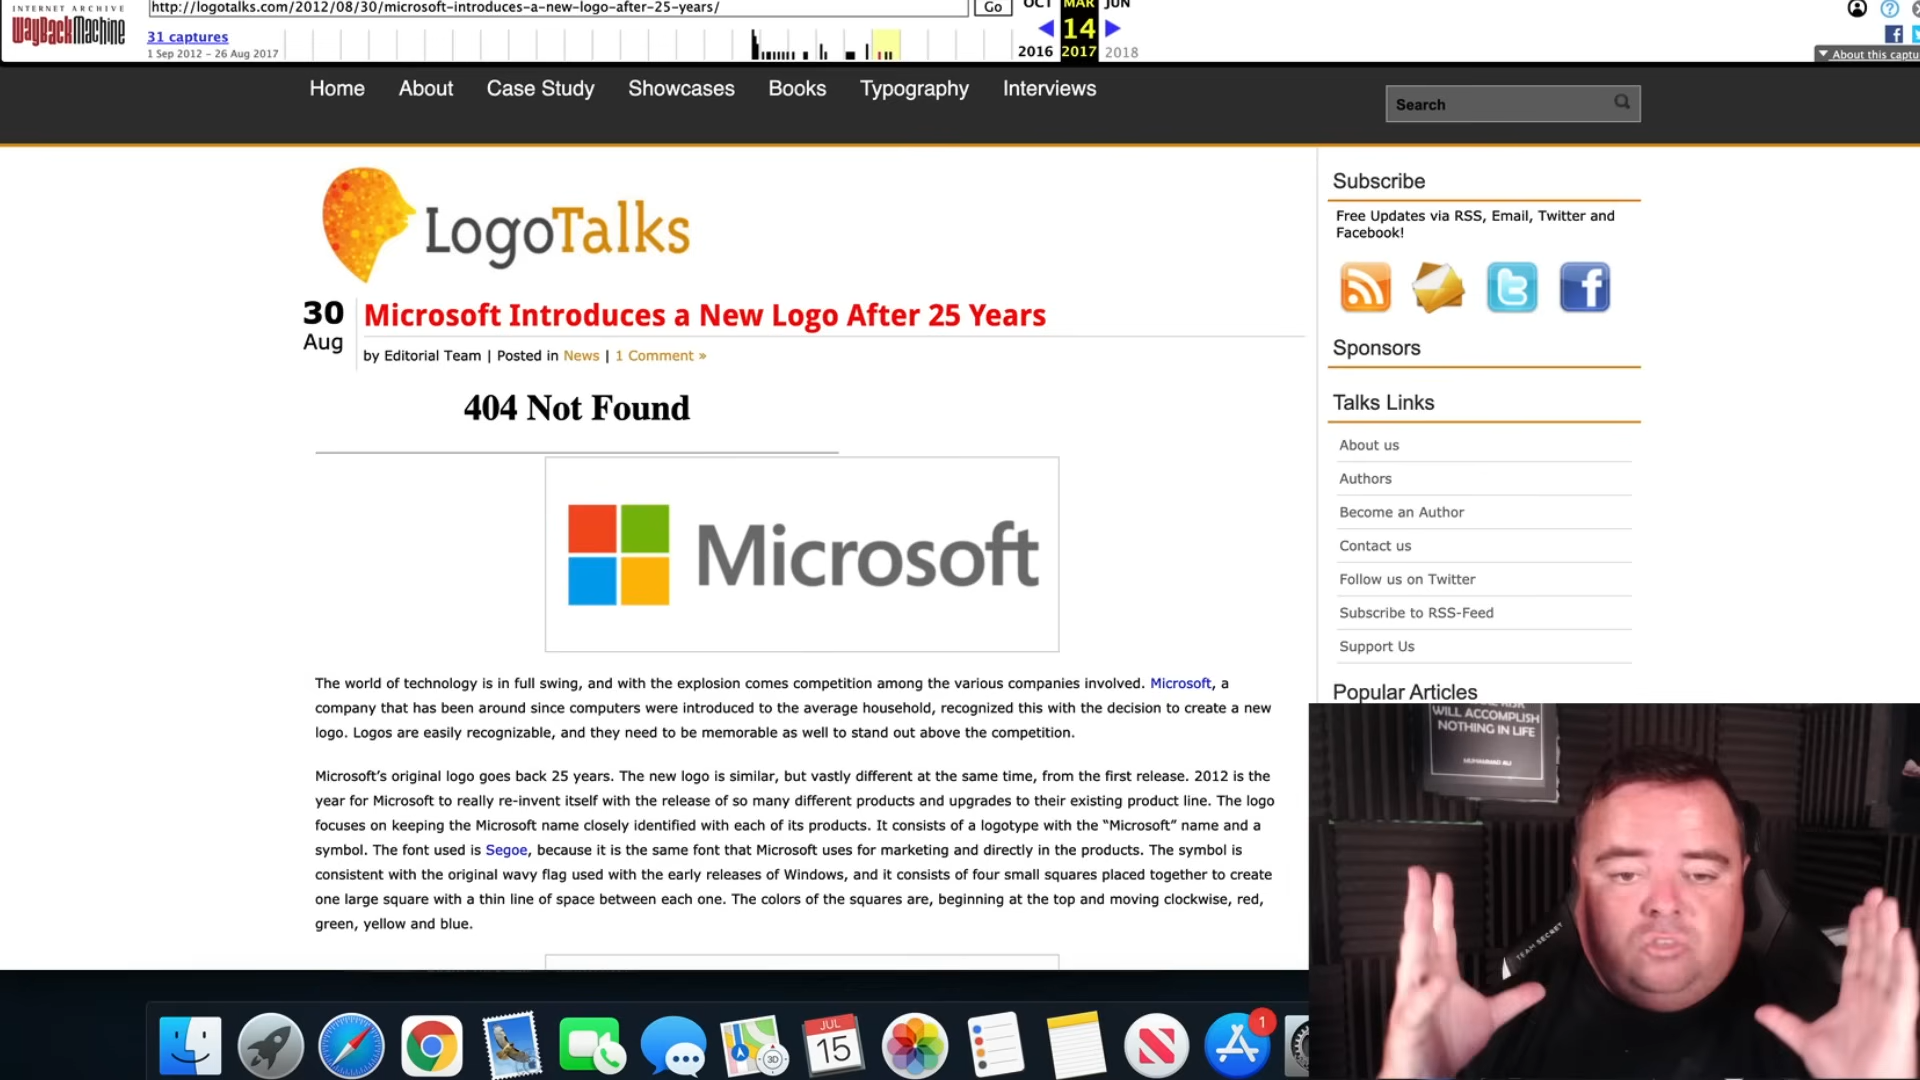 INTERNET ARCHIVE
WayBackMachine
http://logotalks.com/2012/08/30/microsoft-introduces-a-new-logo-after-25-years/
Go
OCT
MAR
JUN
31 captures
14
1 Sep 2012 – 26 Aug 2017
2016
2017
2018
About this captu
Home
About
Case Study
Showcases
Books
Typography
Interviews
Search
LogoTalks
30
Aug
Microsoft Introduces a New Logo After 25 Years
by Editorial Team | Posted in News | 1 Comment »
404 Not Found
Microsoft
The world of technology is in full swing, and with the explosion comes competition among the various companies involved. Microsoft, a
company that has been around since computers were introduced to the average household, recognized this with the decision to create a new
logo. Logos are easily recognizable, and they need to be memorable as well to stand out above the competition.
Microsoft’s original logo goes back 25 years. The new logo is similar, but vastly different at the same time, from the first release. 2012 is the
year for Microsoft to really re-invent itself with the release of so many different products and upgrades to their existing product line. The logo
focuses on keeping the Microsoft name closely identified with each of its products. It consists of a logotype with the “Microsoft” name and a
symbol. The font used is Segoe, because it is the same font that Microsoft uses for marketing and directly in the products. The symbol is
consistent with the original wavy flag used with the early releases of Windows, and it consists of four small squares placed together to create
one large square with a thin line of space between each one. The colors of the squares are, beginning at the top and moving clockwise, red,
green, yellow and blue.
Subscribe
Free Updates via RSS, Email, Twitter and
Facebook!
Sponsors
Talks Links
About us
Authors
Become an Author
Contact us
Follow us on Twitter
Subscribe to RSS-Feed
Support Us
Popular Articles
WILL ACCOMPLISH
NOTHING IN LIFE
MUHAMMAD ALI
TEAM SECRET
3D
JUL
15
1